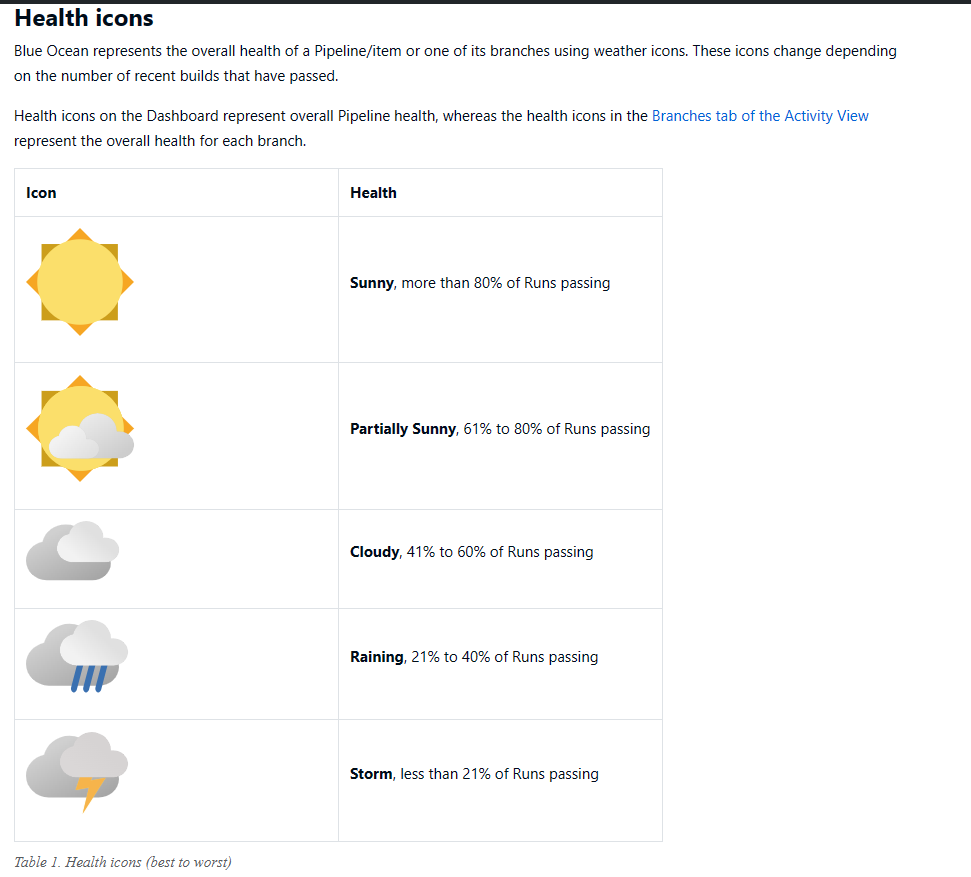 Health icons
Blue Ocean represents the overall health of a Pipeline/item or one of its branches using weather icons. These icons change depending
on the number of recent builds that have passed.
Health icons on the Dashboard represent overall Pipeline health, whereas the health icons in the Branches tab of the Activity View
represent the overall health for each branch.
Icon Health
Sunny, more than 80% of Runs passing
Partially Sunny, 61% to 80% of Runs passing
Cloudy, 41% to 60% of Runs passing
Raining, 21% to 40% of Runs passing
Storm, less than 21% of Runs passing
Table 1. Health icons (best to worst)